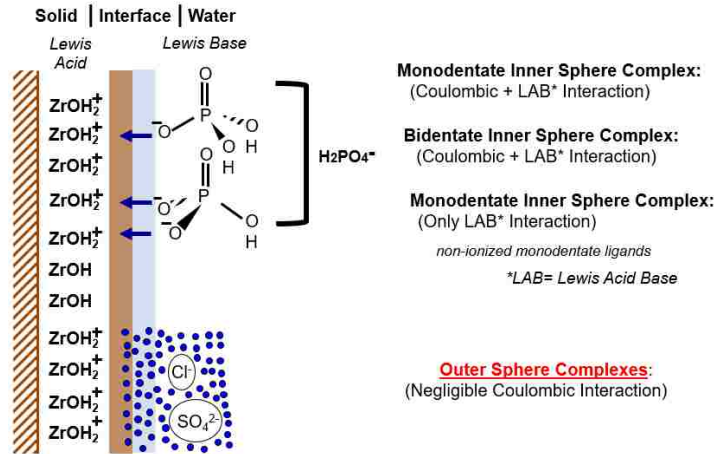 Solid | Interface | Water
Lewis Acid
Lewis Base
ZrOH₂⁺
ZrOH₂⁺
ZrOH₂⁺
ZrOH₂⁺
ZrOH₂⁺
ZrOH
ZrOH
ZrOH₂⁺
ZrOH₂⁺
ZrOH₂⁺
ZrOH₂⁺
O
P
⁻O
O
H
O
H
O
P
⁻O
⁻O
O
H
H₂PO₄⁻
Cl⁻
SO₄²⁻
Monodentate Inner Sphere Complex:
(Coulombic + LAB* Interaction)
Bidentate Inner Sphere Complex:
(Coulombic + LAB* Interaction)
Monodentate Inner Sphere Complex:
(Only LAB* Interaction)
non-ionized monodentate ligands
*LAB= Lewis Acid Base
Outer Sphere Complexes:
(Negligible Coulombic Interaction)